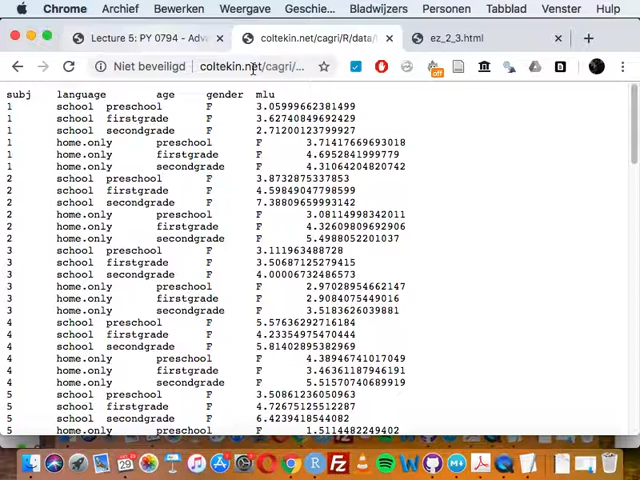 Chrome Archief Bewerken Weergave Geschie... Bladwijzers Personen Tabblad Venster Help
Lecture 5: PY 0794 - Adva
coltekin.net/cagri/R/data/
ez_2_3.html
Niet beveiligd coltekin.net/cagri/...
subj language age gender mlu
1 school preschool F 3.05999662381499
1 school firstgrade F 3.62740849692429
1 school secondgrade F 2.71200123799927
1 home.only preschool F 3.71417669693018
1 home.only firstgrade F 4.6952841999779
1 home.only secondgrade F 4.31064204820742
2 school preschool F 3.8732875337853
2 school firstgrade F 4.59849047798599
2 school secondgrade F 7.38809659993142
2 home.only preschool F 3.08114998342011
2 home.only firstgrade F 4.32609809692906
2 home.only secondgrade F 5.4988052201037
3 school preschool F 3.111963488728
3 school firstgrade F 3.50687125279415
3 school secondgrade F 4.00006732486573
3 home.only preschool F 2.97028954662147
3 home.only firstgrade F 2.9084075449016
3 home.only secondgrade F 3.5183626039881
4 school preschool F 5.57636292716184
4 school firstgrade F 4.23354975470444
4 school secondgrade F 5.81402895382969
4 home.only preschool F 4.38946741017049
4 home.only firstgrade F 3.46361187946191
4 home.only secondgrade F 5.51570740689919
5 school preschool F 3.50861236050963
5 school firstgrade F 4.72675125512287
5 school secondgrade F 6.4239418544082
5 home.only preschool F 1.5114482249402